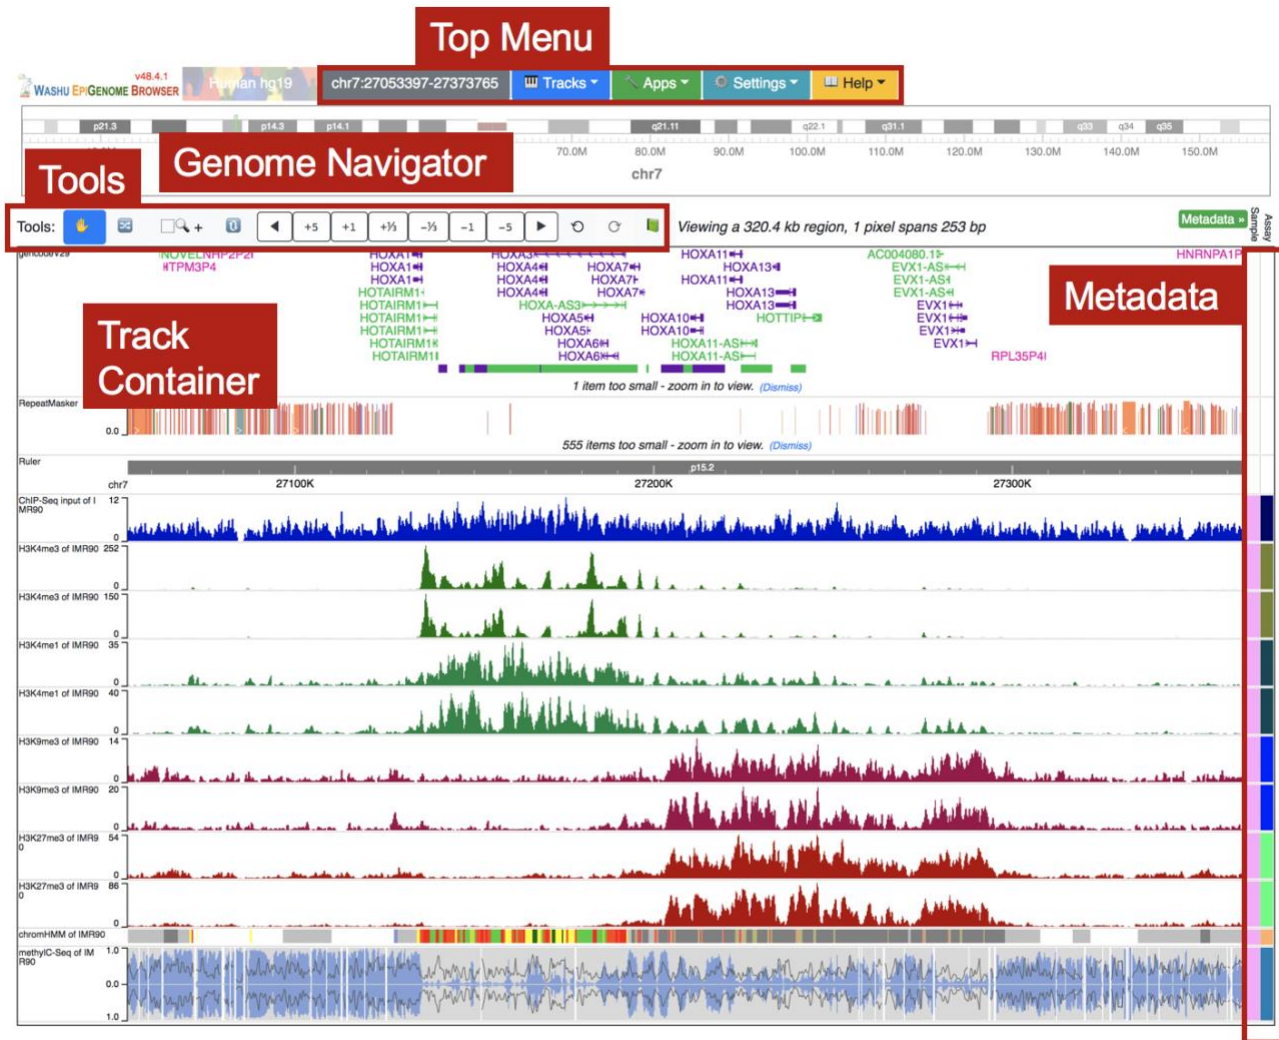 Top Menu
v48.4.1
WASHU EPIGENOME BROWSER
Human hg19
chr7:27053397-27373765
Tracks
Apps
Settings
Help
p21.3 p14.3 p14.1 q21.11 q22.1 q31.1 q33 q34 q35
70.0M 80.0M 90.0M 100.0M 110.0M 120.0M 130.0M 140.0M 150.0M
chr7
Genome Navigator
Tools
Tools: + +5 +1 +⅓ -⅓ -1 -5
Viewing a 320.4 kb region, 1 pixel spans 253 bp
Metadata »
Sample
Assay
gencodeV29
HOXA1 HOXA3 HOXA11 AC004080.1 HNRNPA1P
TPM3P4 HOXA1 HOXA4 HOXA7 HOXA13 EVX1-AS
HOXA1 HOXA4 HOXA7 HOXA11 EVX1-AS
HOTAIRM1 HOXA4 HOXA7 HOXA13 EVX1-AS
HOTAIRM1 HOXA-AS3 HOXA13 EVX1
HOTAIRM1 HOXA5 HOXA10 HOTTIP EVX1
HOTAIRM1 HOXA5 HOXA10 EVX1
HOTAIRM1 HOXA6 HOXA11-AS EVX1
HOTAIRM1 HOXA6 HOXA11-AS RPL35P4
Metadata
Track
Container
1 item too small - zoom in to view. (Dismiss)
RepeatMasker
0.0
555 items too small - zoom in to view. (Dismiss)
Ruler
p15.2
chr7 27100K 27200K 27300K
ChIP-Seq input of I
MR90
12
0
H3K4me3 of IMR90 252
0
H3K4me3 of IMR90 150
0
H3K4me1 of IMR90 35
0
H3K4me1 of IMR90 40
0
H3K9me3 of IMR90 14
0
H3K9me3 of IMR90 20
0
H3K27me3 of IMR9
0
54
0
H3K27me3 of IMR9
0
86
0
chromHMM of IMR90
methylC-Seq of IM
R90
1.0
0.0
1.0